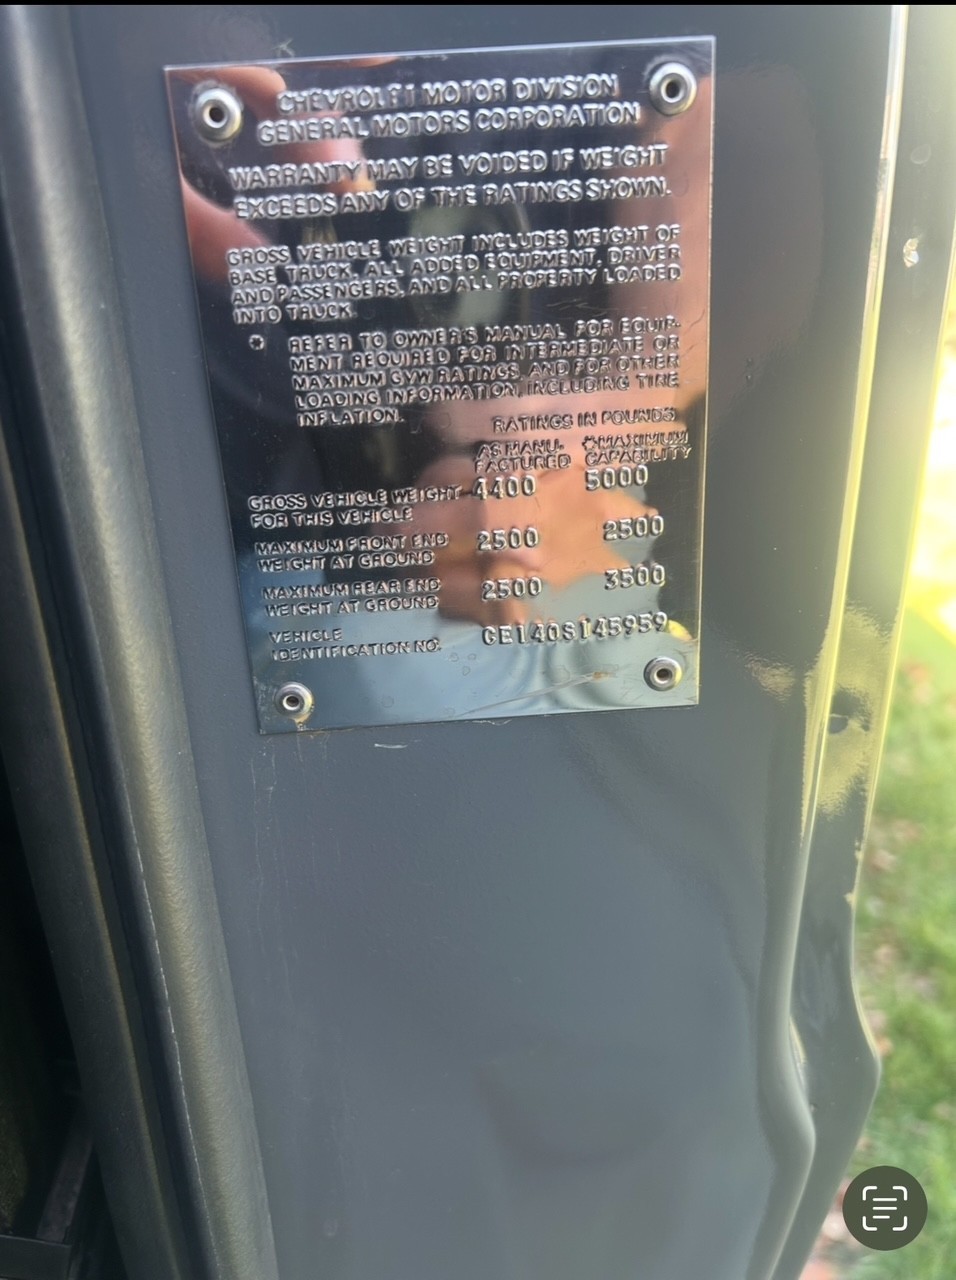 CHEVROLET MOTOR DIVISION
GENERAL MOTORS CORPORATION
WARRANTY MAY BE VOIDED IF WEIGHT
EXCEEDS ANY OF THE RATINGS SHOWN.
GROSS VEHICLE WEIGHT INCLUDES WEIGHT OF
BASE TRUCK, ALL ADDED EQUIPMENT, DRIVER
AND PASSENGERS, AND ALL PROPERTY LOADED
INTO TRUCK.
* REFER TO OWNER'S MANUAL FOR EQUIP-
MENT REQUIRED FOR INTERMEDIATE OR
MAXIMUM GVW RATINGS, AND FOR OTHER
LOADING INFORMATION, INCLUDING TIRE
INFLATION.
RATINGS IN POUNDS
AS MANU- *MAXIMUM
FACTURED CAPABILITY
GROSS VEHICLE WEIGHT 4400 5000
FOR THIS VEHICLE
MAXIMUM FRONT END 2500 2500
WEIGHT AT GROUND
MAXIMUM REAR END 2500 3500
WEIGHT AT GROUND
VEHICLE CE140S145959
IDENTIFICATION NO.